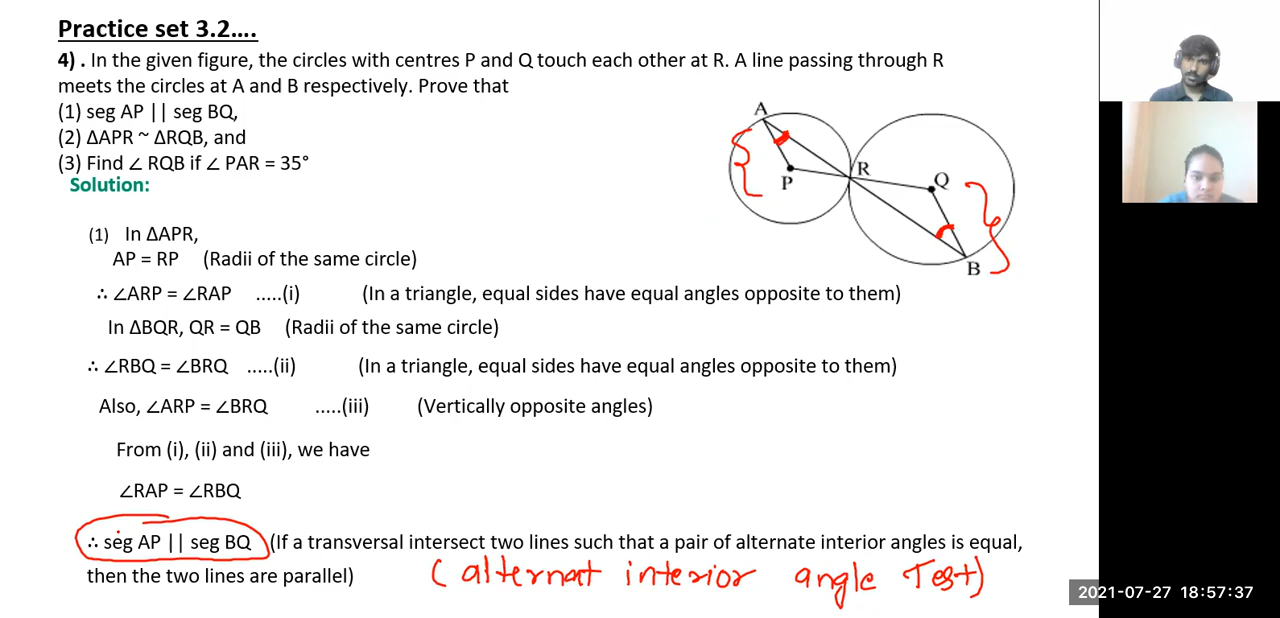 Practice set 3.2....
4) . In the given figure, the circles with centres P and Q touch each other at R. A line passing through R
meets the circles at A and B respectively. Prove that
(1) seg AP || seg BQ,
(2) ∆APR ~ ∆RQB, and
(3) Find ∠ RQB if ∠ PAR = 35°
Solution:
A
R
P
Q
B
(1) In ∆APR,
AP = RP (Radii of the same circle)
∴ ∠ARP = ∠RAP .....(i) (In a triangle, equal sides have equal angles opposite to them)
In ∆BQR, QR = QB (Radii of the same circle)
∴ ∠RBQ = ∠BRQ .....(ii) (In a triangle, equal sides have equal angles opposite to them)
Also, ∠ARP = ∠BRQ .....(iii) (Vertically opposite angles)
From (i), (ii) and (iii), we have
∠RAP = ∠RBQ
∴ seg AP || seg BQ (If a transversal intersect two lines such that a pair of alternate interior angles is equal,
then the two lines are parallel) (alternat interior angle Test)
2021-07-27 18:57:37